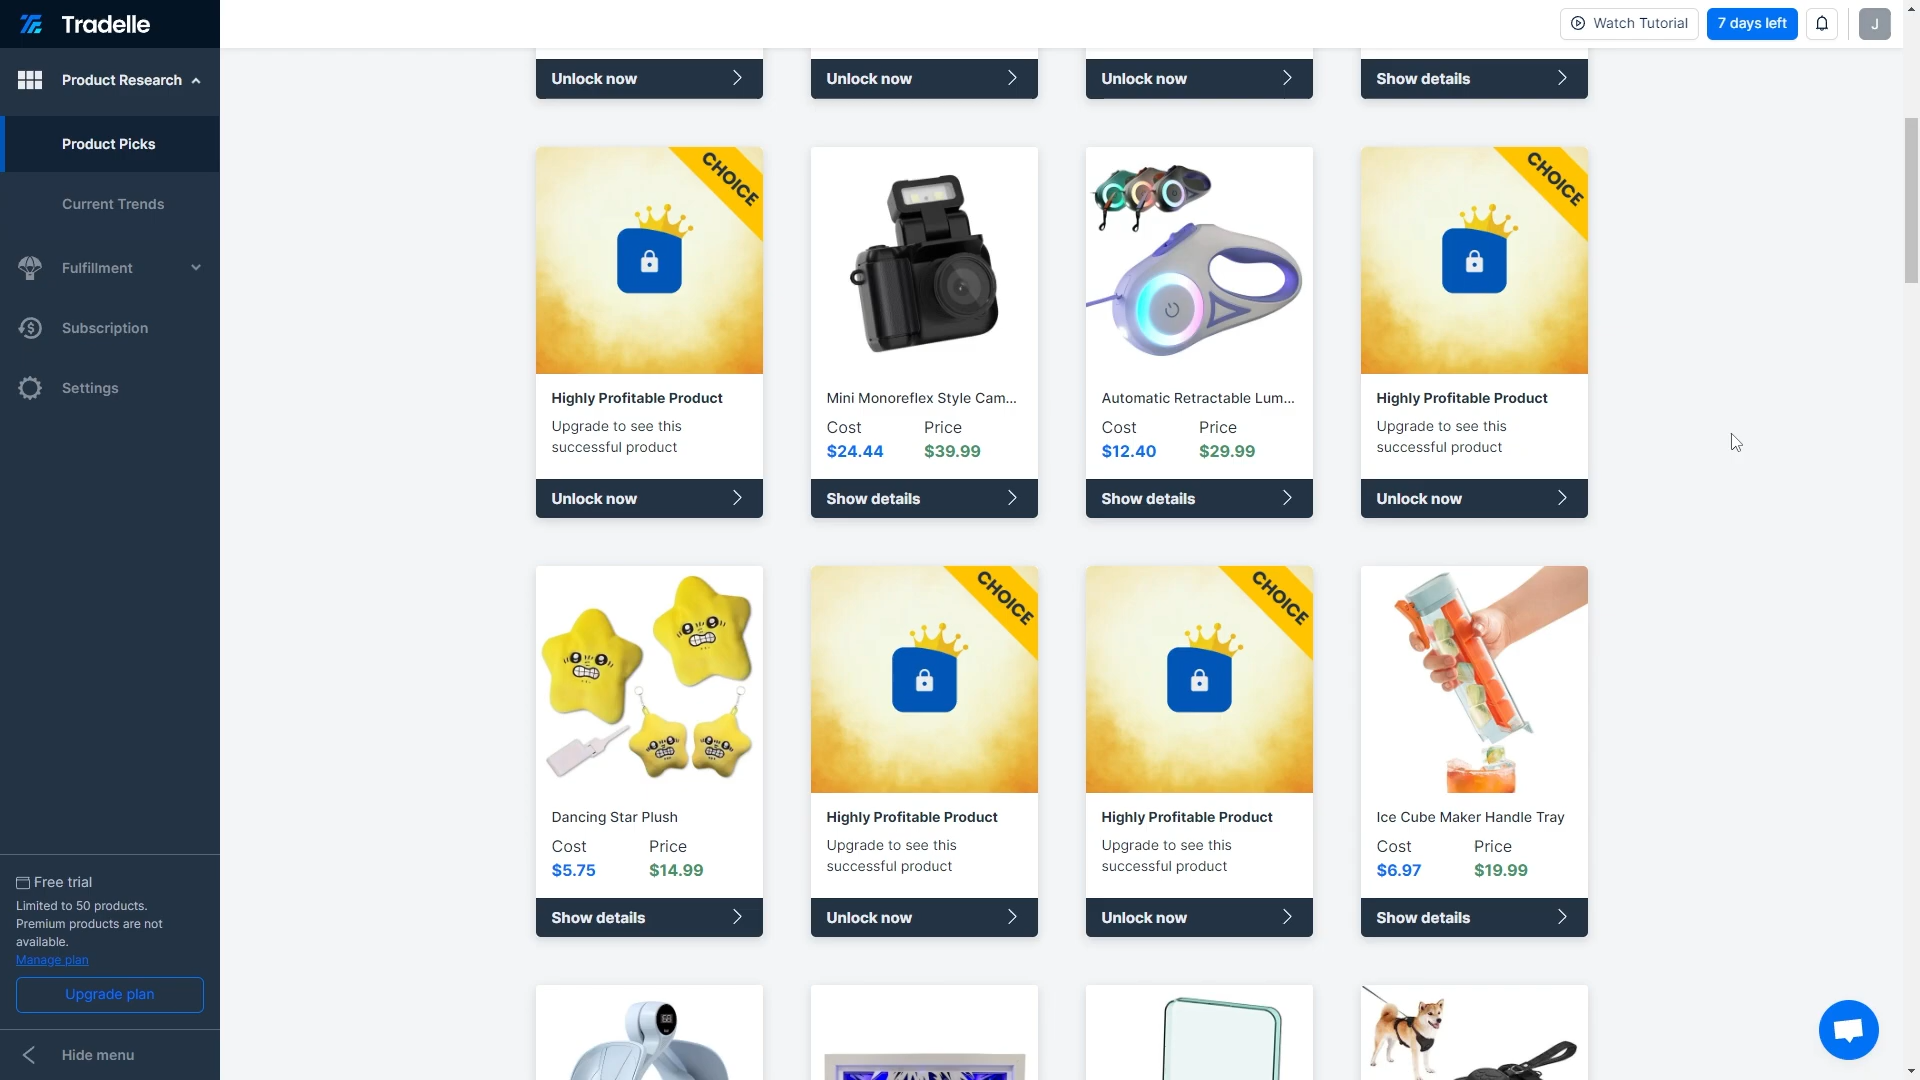 Tradelle
Watch Tutorial
7 days left
J
Product Research
Product Picks
Current Trends
Fulfillment
Subscription
Settings
Free trial
Limited to 50 products.
Premium products are not
available.
Manage plan
Upgrade plan
Hide menu
Unlock now
Unlock now
Unlock now
Show details
CHOICE
Highly Profitable Product
Upgrade to see this
successful product
Unlock now
Mini Monoreflex Style Cam...
Cost Price
$24.44 $39.99
Show details
Automatic Retractable Lum...
Cost Price
$12.40 $29.99
Show details
CHOICE
Highly Profitable Product
Upgrade to see this
successful product
Unlock now
Dancing Star Plush
Cost Price
$5.75 $14.99
Show details
CHOICE
Highly Profitable Product
Upgrade to see this
successful product
Unlock now
CHOICE
Highly Profitable Product
Upgrade to see this
successful product
Unlock now
Ice Cube Maker Handle Tray
Cost Price
$6.97 $19.99
Show details